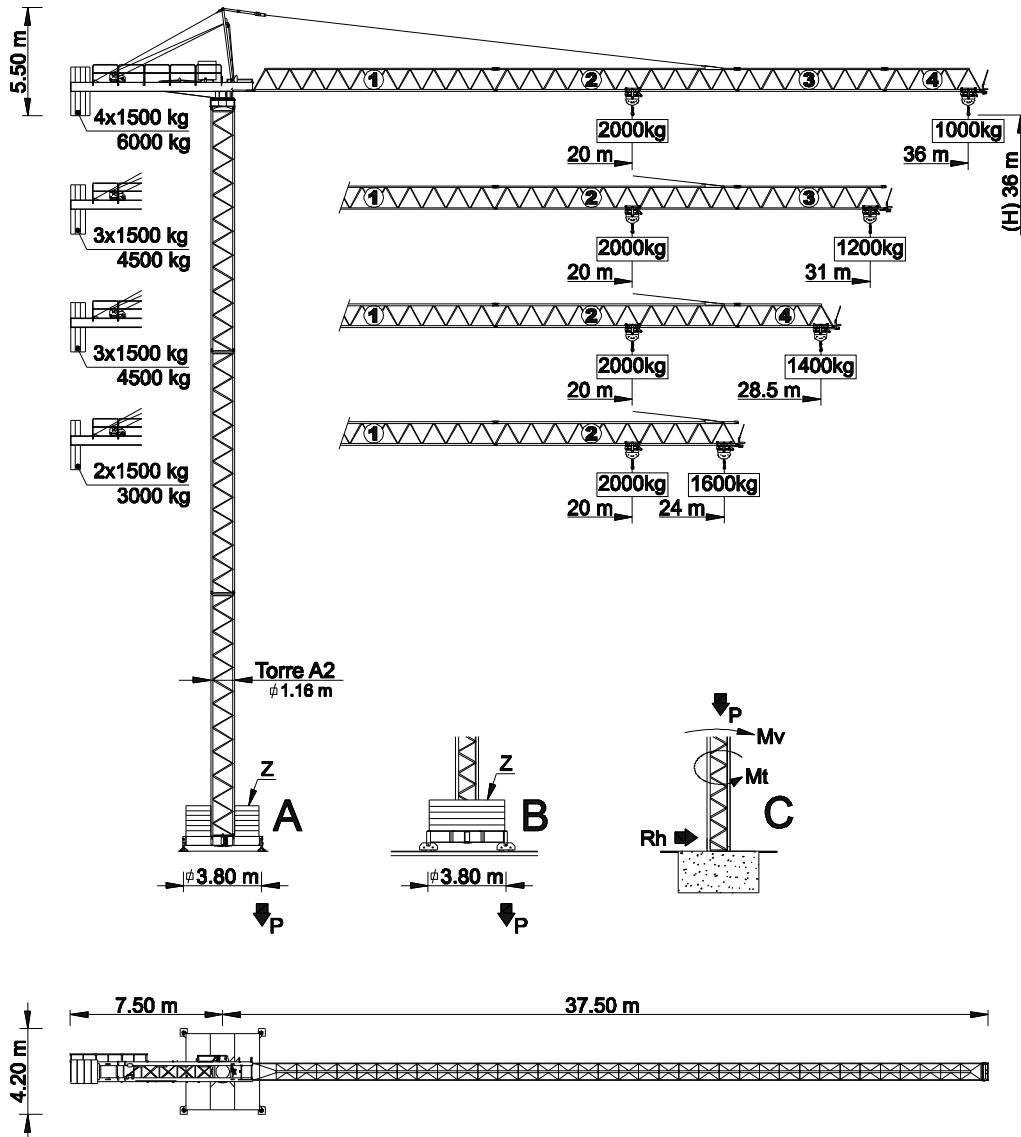 5.50 m
1 2 3 4
4x1500 kg
6000 kg
2000kg 1000kg
20 m 36 m
(H) 36 m
1 2 3
3x1500 kg
4500 kg
2000kg 1200kg
20 m 31 m
1 2 4
3x1500 kg
4500 kg
2000kg 1400kg
20 m 28.5 m
1 2
2x1500 kg
3000 kg
2000kg 1600kg
20 m 24 m
Torre A2
ϕ1.16 m
Z A
ϕ3.80 m
P
Z B
ϕ3.80 m
P
P
Mv
Mt
C
Rh
7.50 m 37.50 m
4.20 m